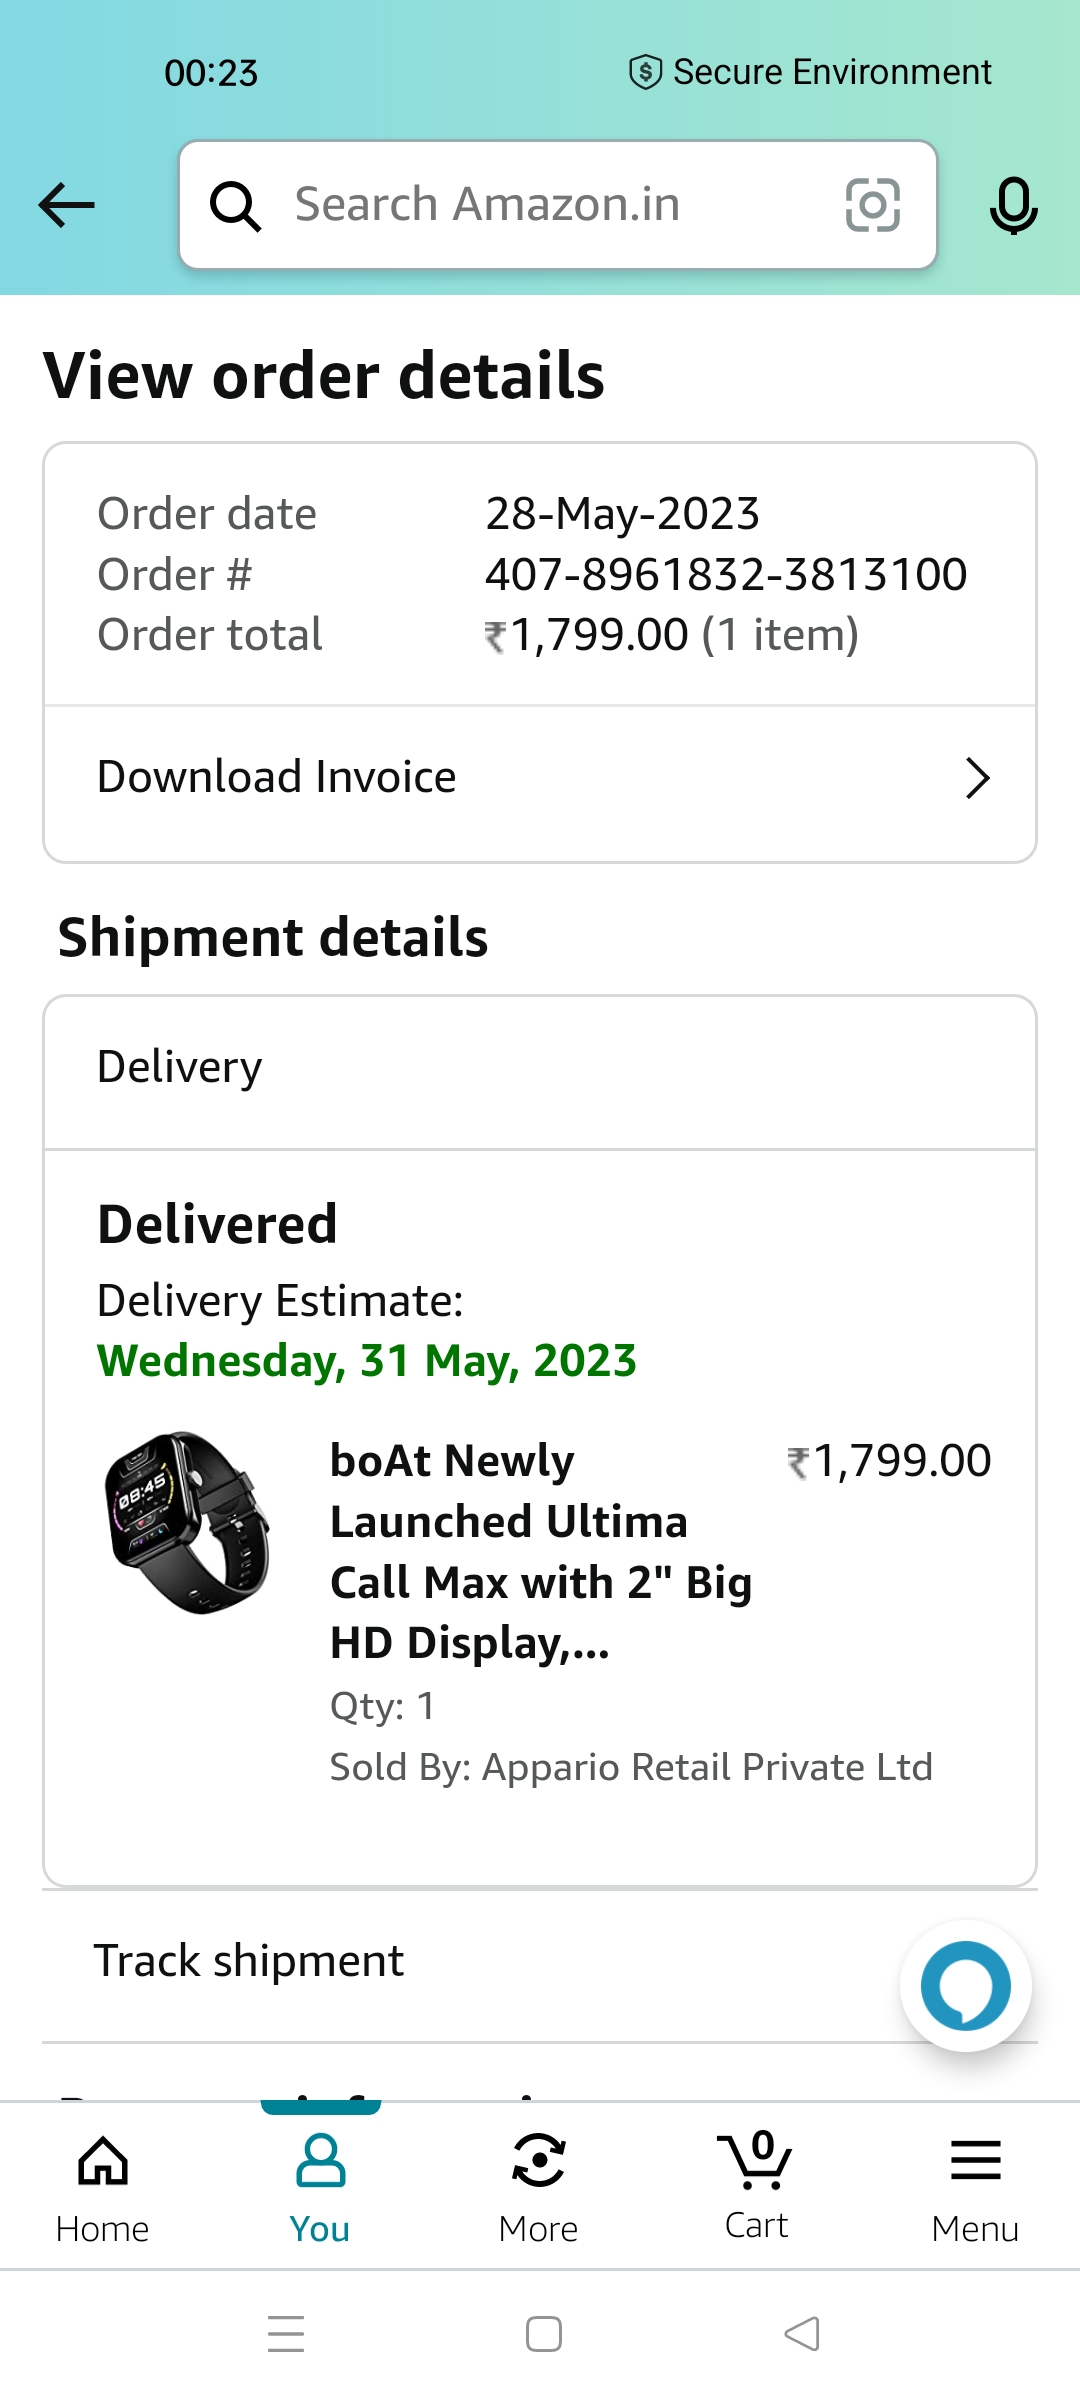 00:23
Secure Environment
Search Amazon.in
View order details
Order date 28-May-2023
Order # 407-8961832-3813100
Order total ₹1,799.00 (1 item)
Download Invoice
Shipment details
Delivery
Delivered
Delivery Estimate:
Wednesday, 31 May, 2023
08:45
boAt Newly ₹1,799.00
Launched Ultima
Call Max with 2" Big
HD Display,...
Qty: 1
Sold By: Appario Retail Private Ltd
Track shipment
0
Home You More Cart Menu